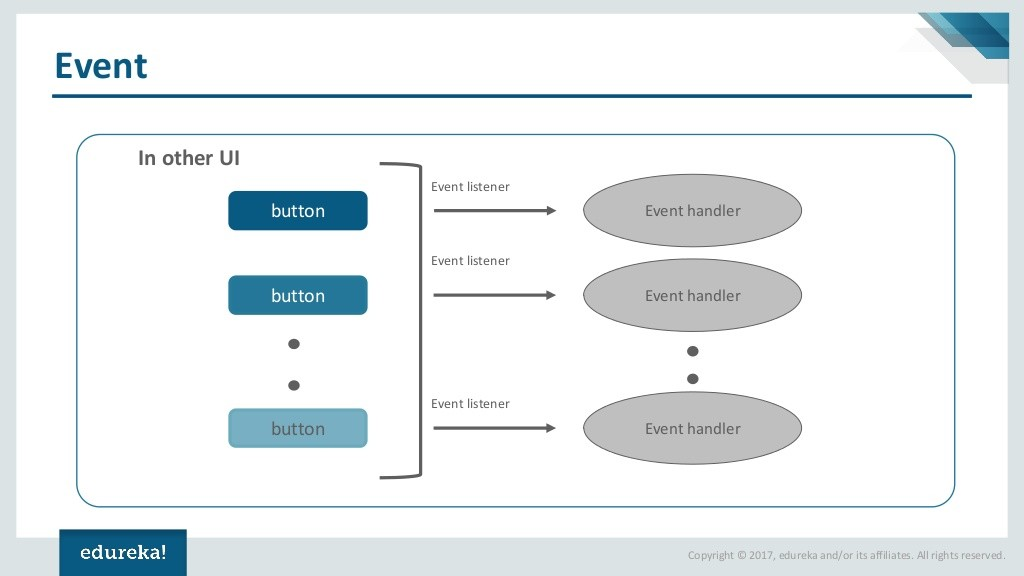 Event
In other UI
Event listener
button
Event handler
Event listener
button
Event handler
Event listener
button
Event handler
edureka!
Copyright © 2017, edureka and/or its affiliates. All rights reserved.